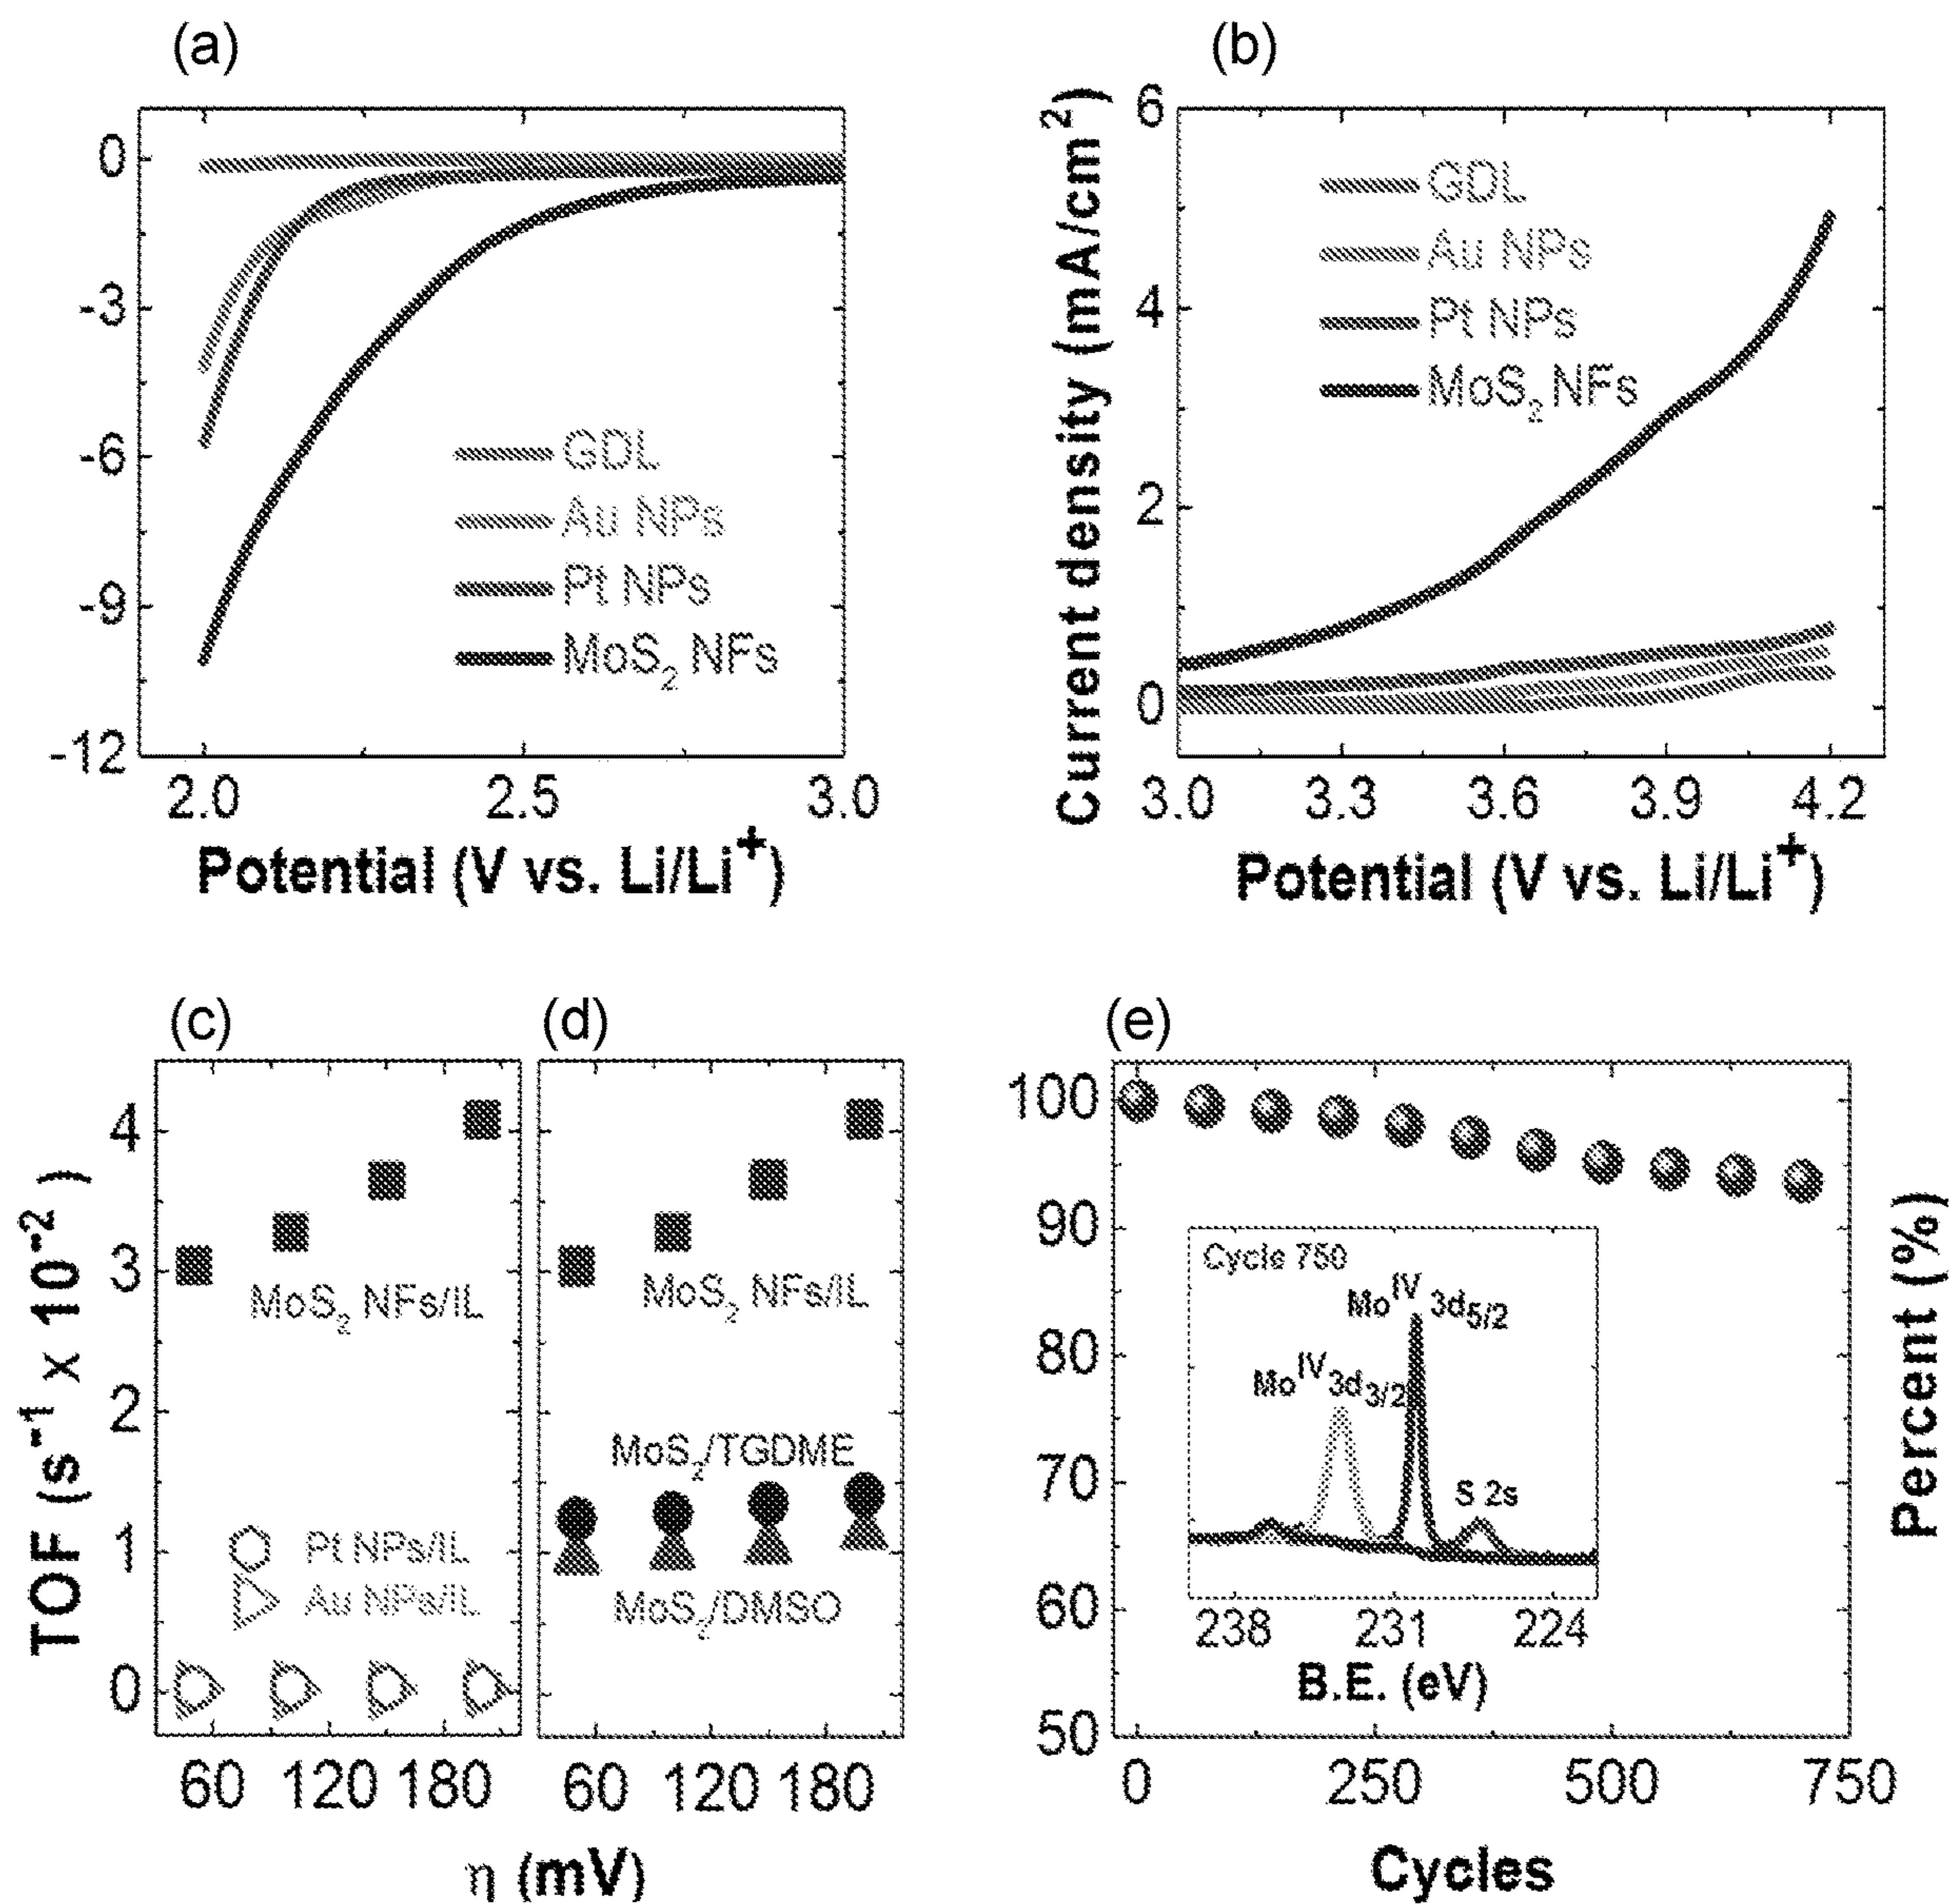 (a)
0
-3
-6
-9
-12
GDL
Au NPs
Pt NPs
MoS₂ NFs
2.0 2.5 3.0
Potential (V vs. Li/Li⁺)
(b)
Current density (mA/cm²)
6
4
2
0
GDL
Au NPs
Pt NPs
MoS₂ NFs
3.0 3.3 3.6 3.9 4.2
Potential (V vs. Li/Li⁺)
(c)
TOF (s⁻¹ x 10⁻²)
4
3
2
1
0
MoS₂ NFs/IL
Pt NPs/IL
Au NPs/IL
60 120 180
(d)
MoS₂ NFs/IL
MoS₂/TGDME
MoS₂/DMSO
60 120 180
η (mV)
(e)
100
90
80
70
60
50
Cycle 750
Mo^IV 3d5/2
Mo^IV 3d3/2
S 2s
238 231 224
B.E. (eV)
Percent (%)
0 250 500 750
Cycles